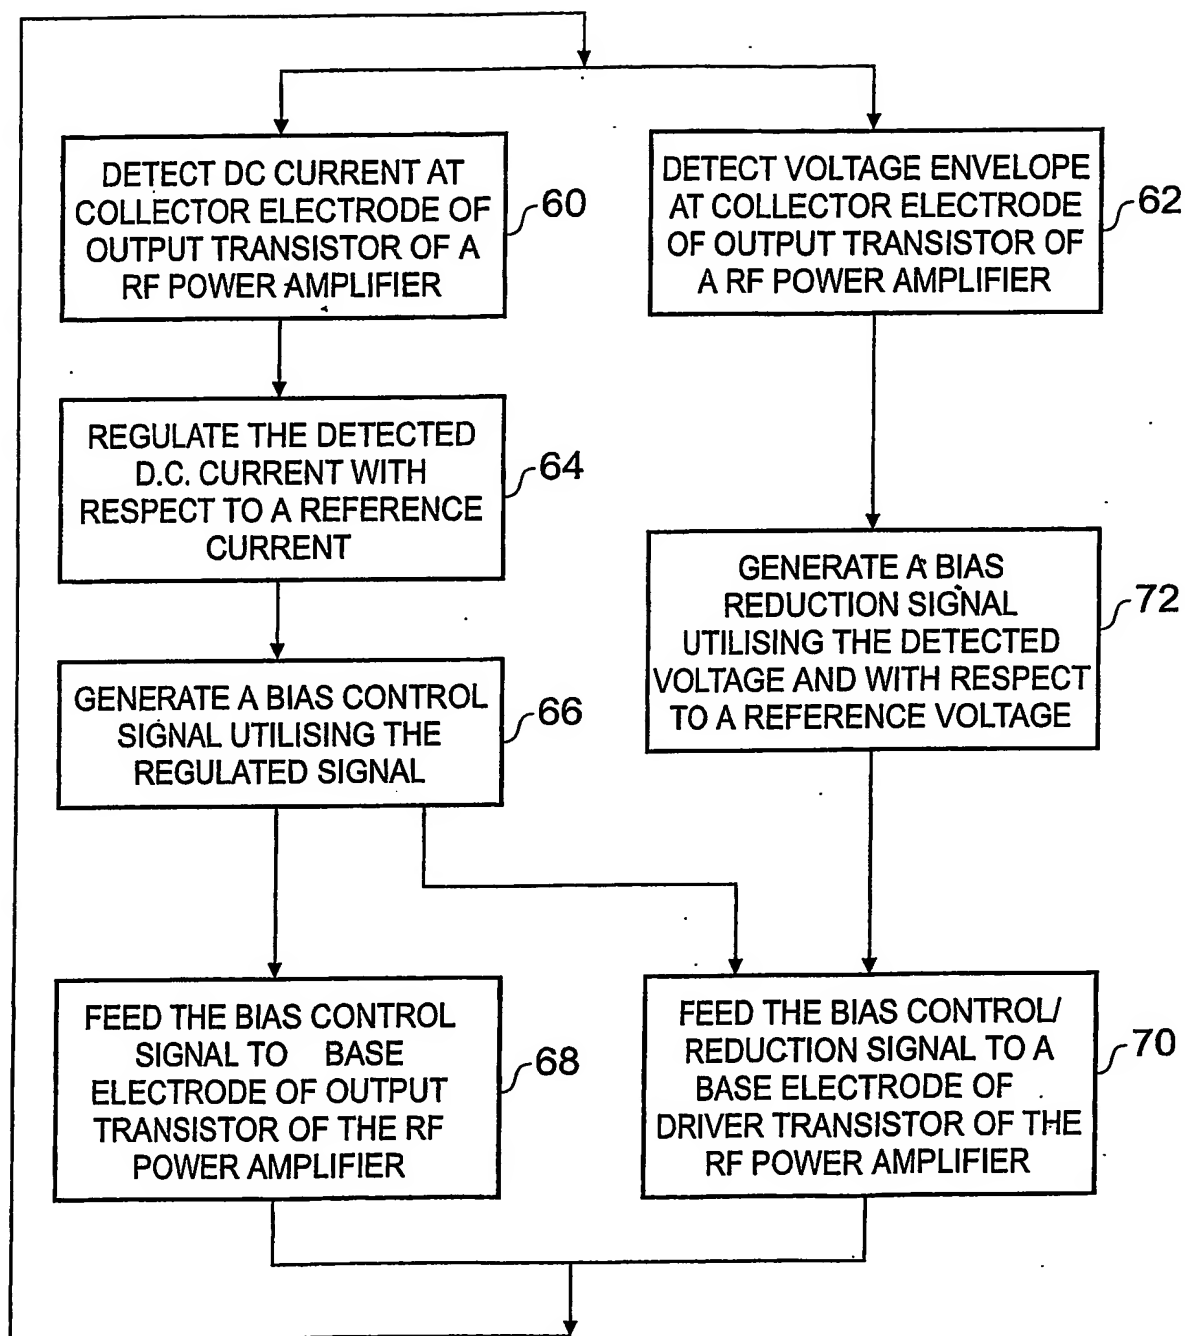 DETECT DC CURRENT AT
COLLECTOR ELECTRODE OF
OUTPUT TRANSISTOR OF A
RF POWER AMPLIFIER
60
DETECT VOLTAGE ENVELOPE
AT COLLECTOR ELECTRODE
OF OUTPUT TRANSISTOR OF
A RF POWER AMPLIFIER
62
REGULATE THE DETECTED
D.C. CURRENT WITH
RESPECT TO A REFERENCE
CURRENT
64
GENERATE A BIAS
REDUCTION SIGNAL
UTILISING THE DETECTED
VOLTAGE AND WITH RESPECT
TO A REFERENCE VOLTAGE
72
GENERATE A BIAS CONTROL
SIGNAL UTILISING THE
REGULATED SIGNAL
66
FEED THE BIAS CONTROL
SIGNAL TO BASE
ELECTRODE OF OUTPUT
TRANSISTOR OF THE RF
POWER AMPLIFIER
68
FEED THE BIAS CONTROL/
REDUCTION SIGNAL TO A
BASE ELECTRODE OF
DRIVER TRANSISTOR OF THE
RF POWER AMPLIFIER
70